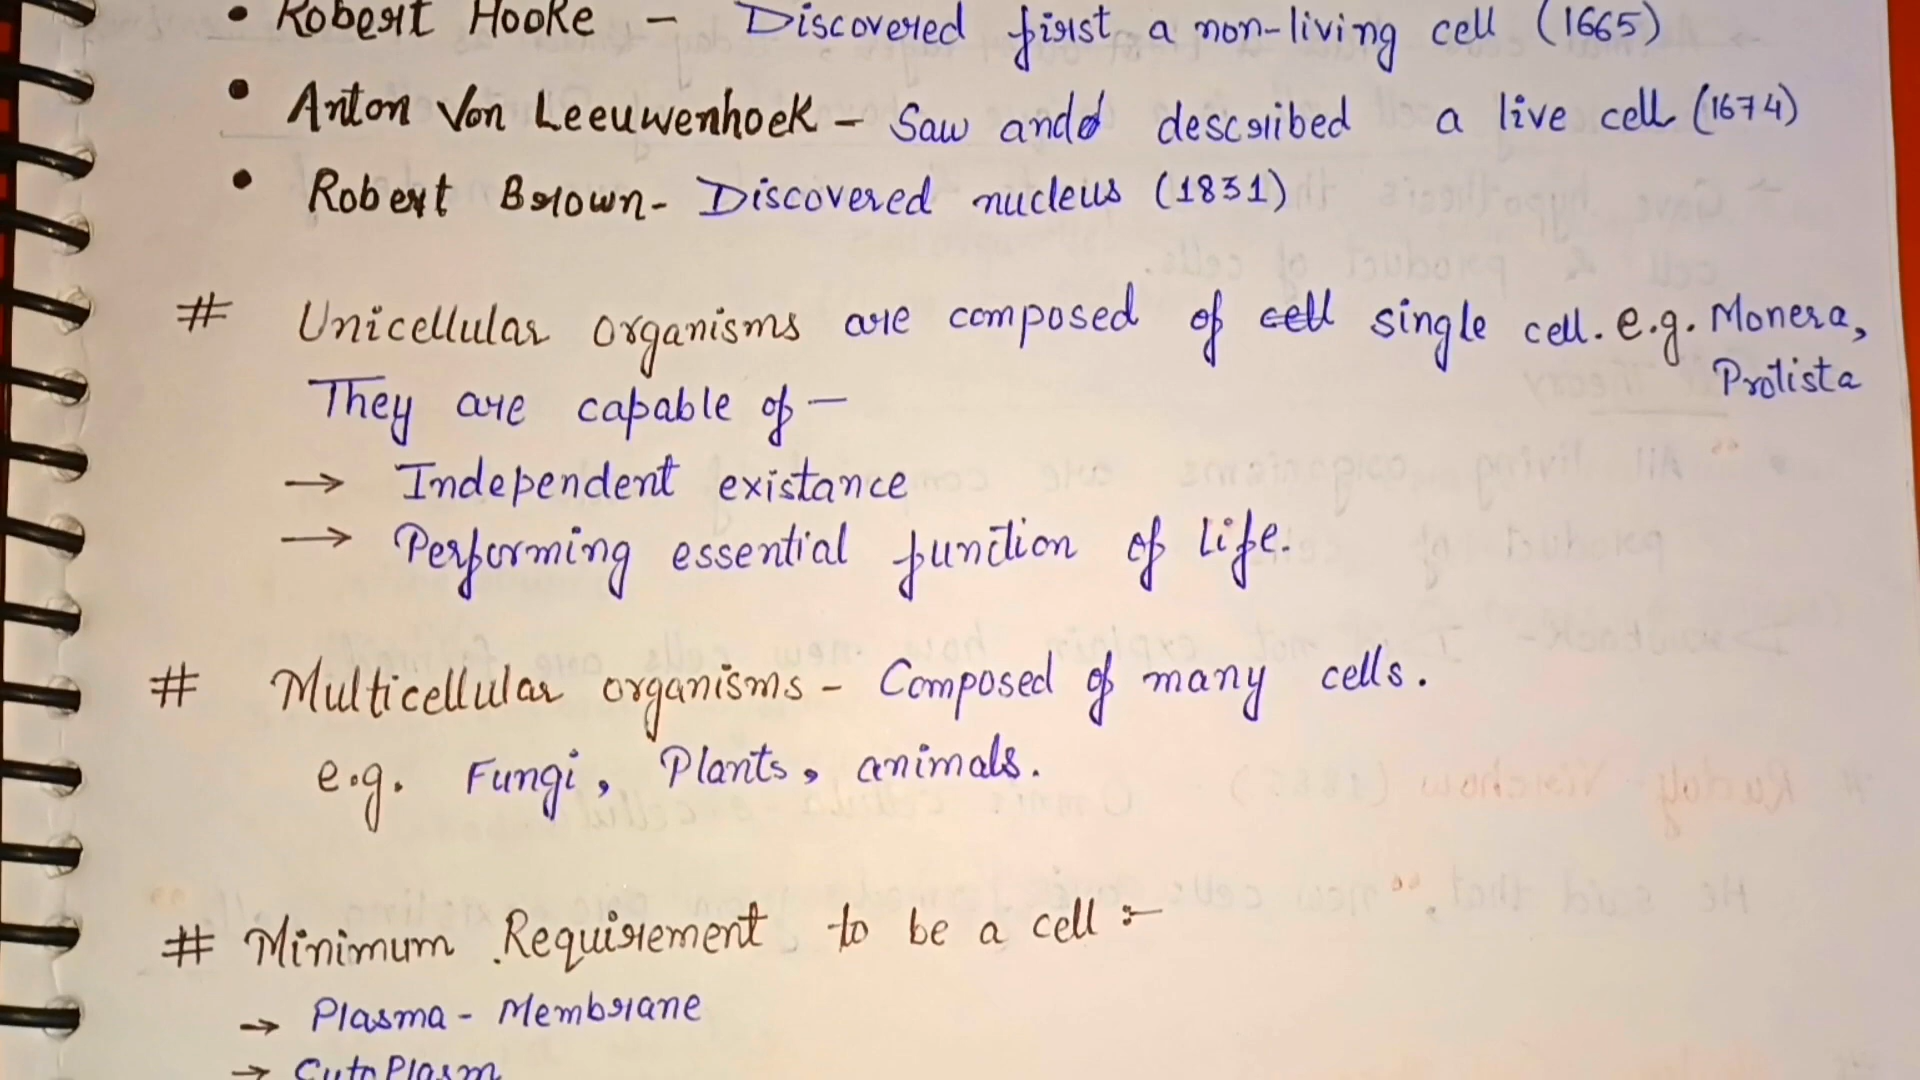 • Robert Hooke – Discovered first a non-living cell (1665)
• Anton Von Leeuwenhoek – Saw and described a live cell (1674)
• Robert Brown- Discovered nucleus (1831)
# Unicellular organisms are composed of cell single cell. e.g. Monera,
Protista
They are capable of –
→ Independent existance
→ Performing essential function of life.
# Multicellular organisms – Composed of many cells.
e.g. Fungi, Plants, animals.
# Minimum Requirement to be a cell :-
→ Plasma - Membrane
→ CytoPlasm